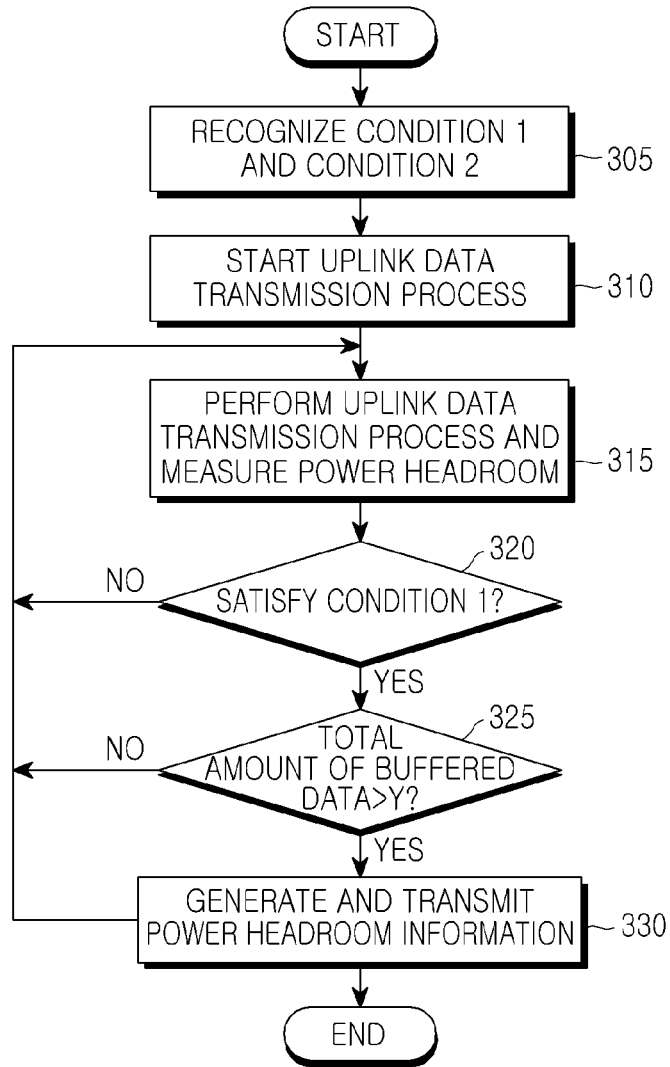 START
RECOGNIZE CONDITION 1
AND CONDITION 2
305
START UPLINK DATA
TRANSMISSION PROCESS
310
PERFORM UPLINK DATA
TRANSMISSION PROCESS AND
MEASURE POWER HEADROOM
315
320
NO
SATISFY CONDITION 1?
YES
325
NO
TOTAL
AMOUNT OF BUFFERED
DATA>Y?
YES
GENERATE AND TRANSMIT
POWER HEADROOM INFORMATION
330
END